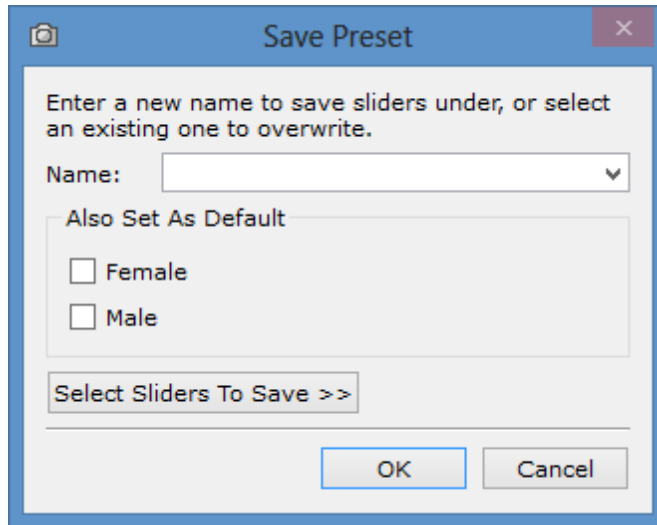 Save Preset
Enter a new name to save sliders under, or select
an existing one to overwrite.
Name:
Also Set As Default
Female
Male
Select Sliders To Save >>
OK
Cancel